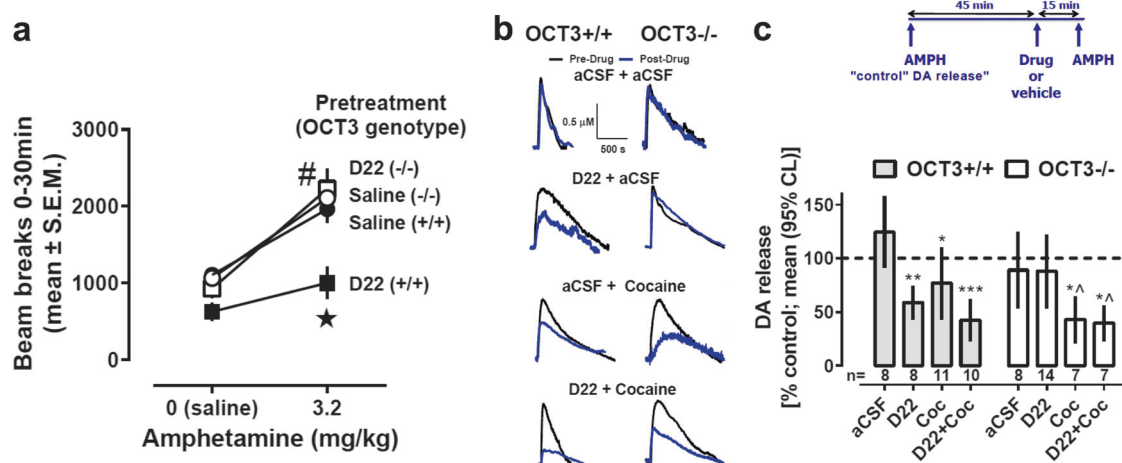 a
Pretreatment
(OCT3 genotype)
3000
2000
1000
0
Beam breaks 0-30min
(mean ± S.E.M.)
#
D22 (-/-)
Saline (-/-)
Saline (+/+)
D22 (+/+)
★
0 (saline)
3.2
Amphetamine (mg/kg)
b
OCT3+/+ OCT3-/-
Pre-Drug Post-Drug
aCSF + aCSF
0.5 µM
500 s
D22 + aCSF
aCSF + Cocaine
D22 + Cocaine
c
45 min 15 min
AMPH
"control" DA release"
Drug
or
vehicle
AMPH
OCT3+/+ OCT3-/-
DA release
[% control; mean (95% CL)]
150
100
50
0
** * *** *^ *^
n= 8 8 11 10 8 14 7 7
aCSF D22 Coc D22+Coc aCSF D22 Coc D22+Coc